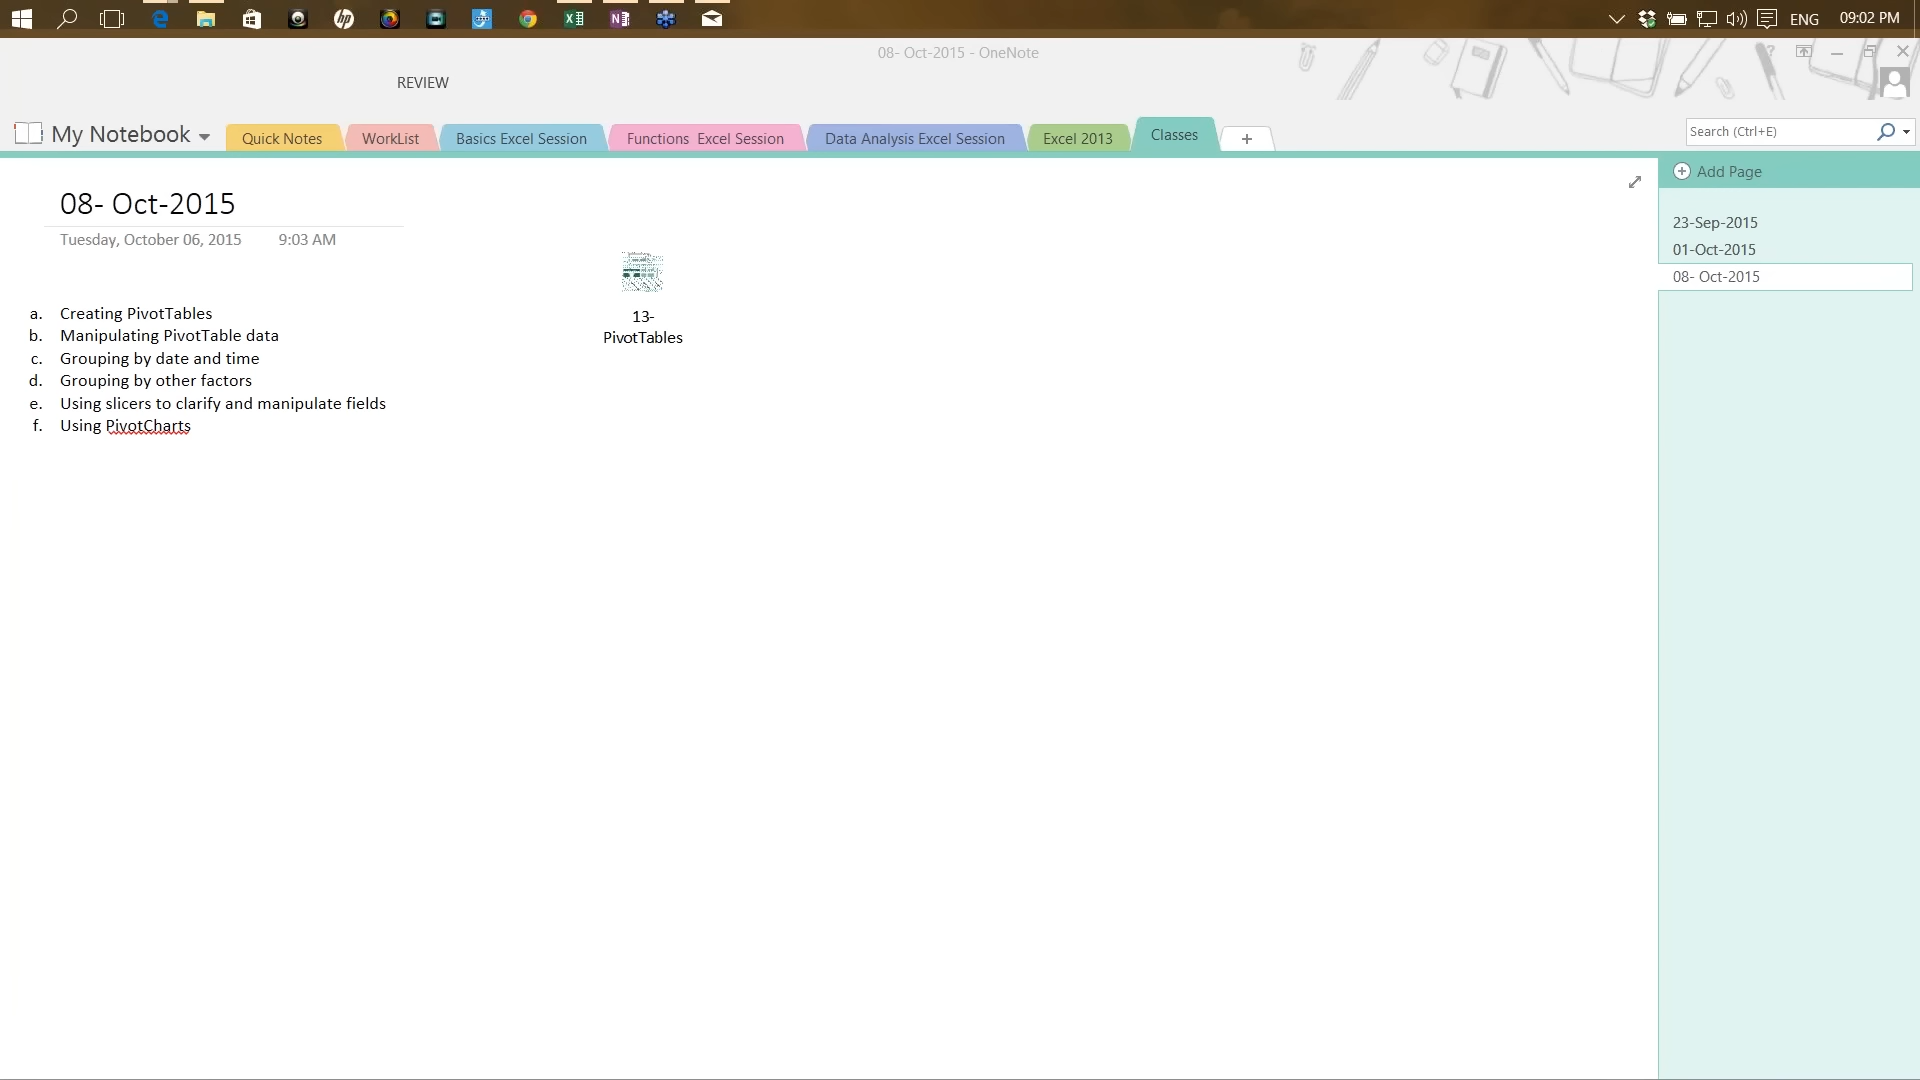 ENG
09:02 PM
08- Oct-2015 - OneNote
?
REVIEW
My Notebook
Quick Notes
WorkList
Basics Excel Session
Functions  Excel Session
Data Analysis Excel Session
Excel 2013
Classes
+
Search (Ctrl+E)
08- Oct-2015
Tuesday, October 06, 2015
9:03 AM
a. Creating PivotTables
b. Manipulating PivotTable data
c. Grouping by date and time
d. Grouping by other factors
e. Using slicers to clarify and manipulate fields
f. Using PivotCharts
13-
PivotTables
Add Page
23-Sep-2015
01-Oct-2015
08- Oct-2015